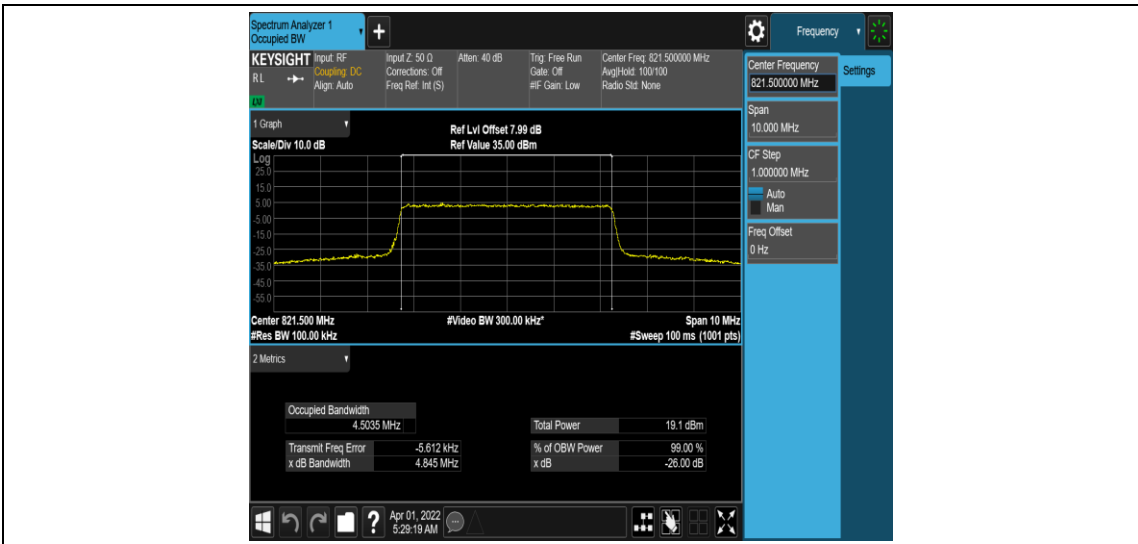 Spectrum Analyzer 1
Occupied BW
+
Frequency
KEYSIGHT Input: RF Input Z: 50 Ω Atten: 40 dB Trig: Free Run Center Freq: 821.500000 MHz
RL Coupling: DC Corrections: Off Gate: Off Avg|Hold: 100/100
Align: Auto Freq Ref: Int (S) #IF Gain: Low Radio Std: None
LXI
Center Frequency
821.500000 MHz
Settings
Span
10.000 MHz
CF Step
1.000000 MHz
Auto
Man
Freq Offset
0 Hz
1 Graph
Ref Lvl Offset 7.99 dB
Scale/Div 10.0 dB Ref Value 35.00 dBm
Log
25.0
15.0
5.00
-5.00
-15.0
-25.0
-35.0
-45.0
-55.0
Center 821.500 MHz #Video BW 300.00 kHz* Span 10 MHz
#Res BW 100.00 kHz #Sweep 100 ms (1001 pts)
2 Metrics
Occupied Bandwidth
4.5035 MHz Total Power 19.1 dBm
Transmit Freq Error -5.612 kHz % of OBW Power 99.00 %
x dB Bandwidth 4.845 MHz x dB -26.00 dB
? Apr 01, 2022
5:29:19 AM